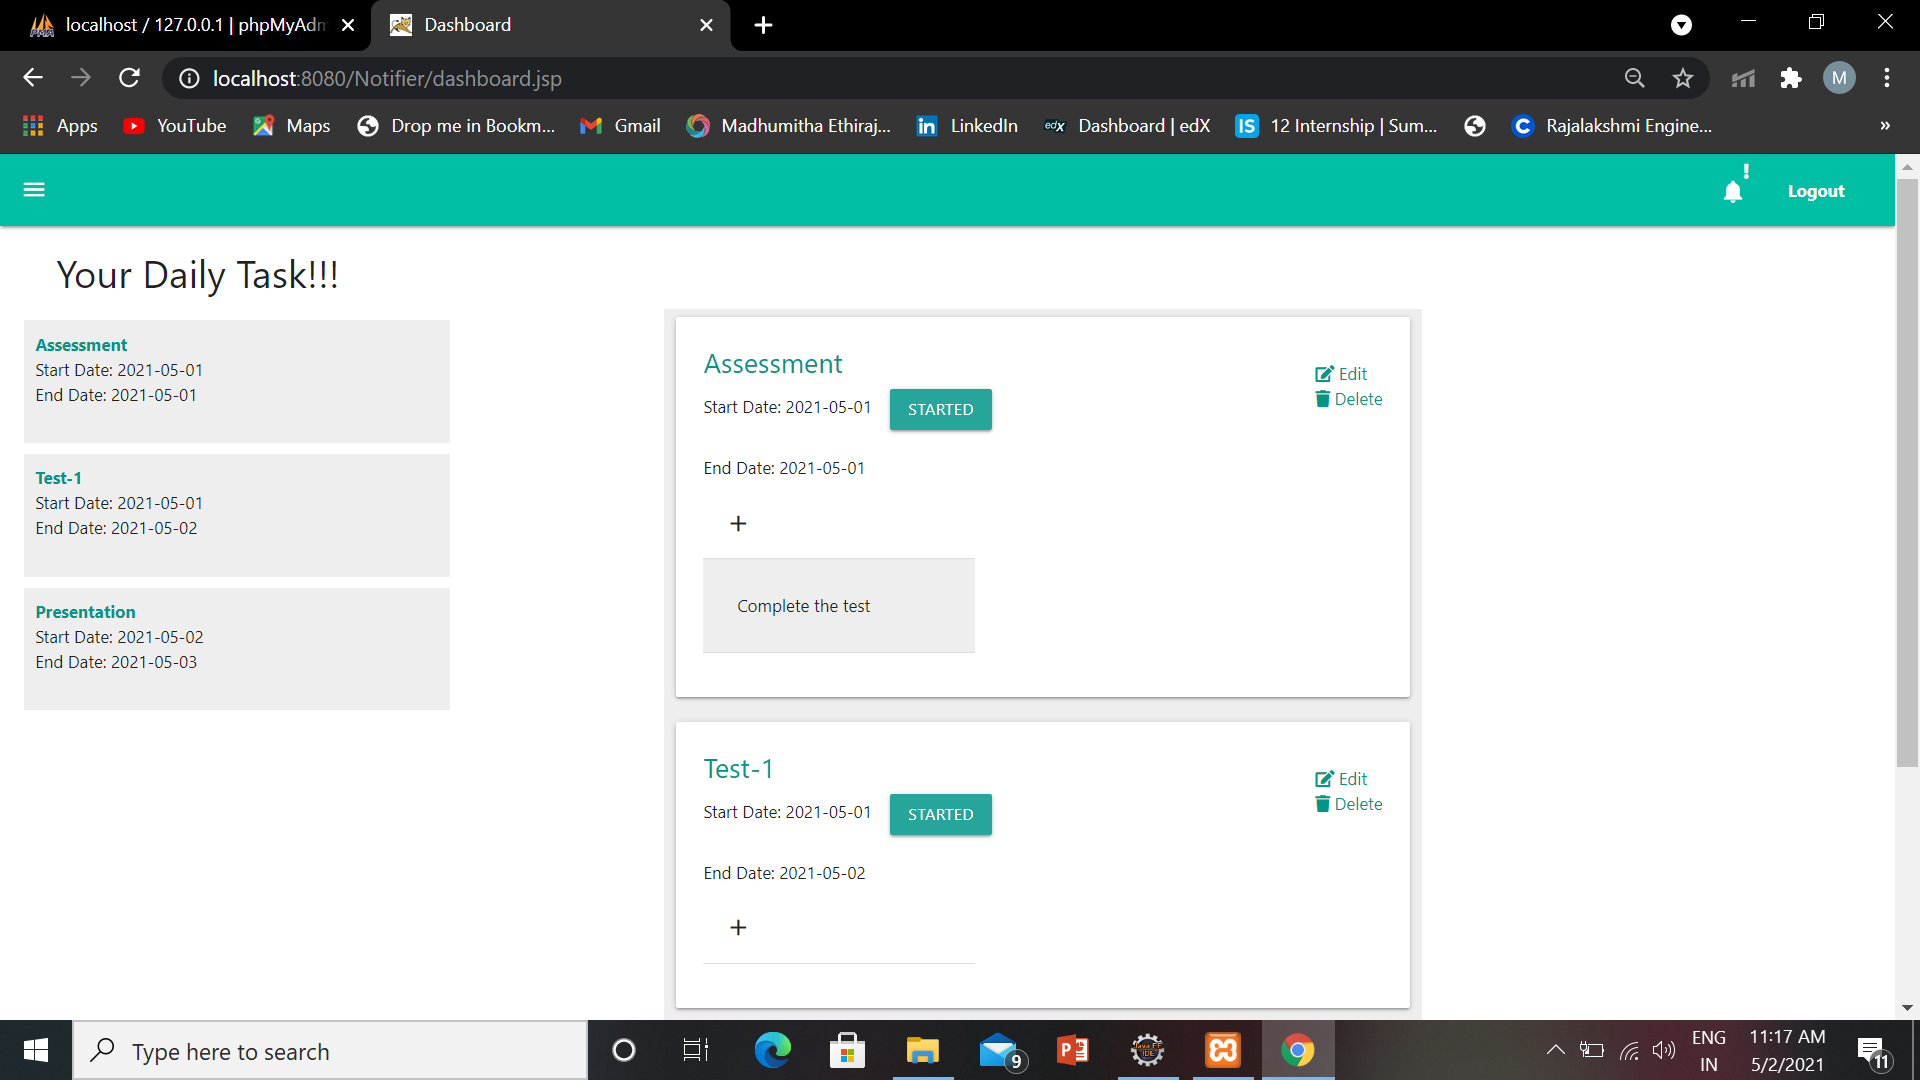 localhost / 127.0.0.1 | phpMyAdm
Dashboard
localhost:8080/Notifier/dashboard.jsp
M
Apps
YouTube
Maps
Drop me in Bookm...
Gmail
Madhumitha Ethiraj...
in
LinkedIn
edX
Dashboard | edX
IS
12 Internship | Sum...
C
Rajalakshmi Engine...
»
!
Logout
Your Daily Task!!!
Assessment
Start Date: 2021-05-01
End Date: 2021-05-01
Test-1
Start Date: 2021-05-01
End Date: 2021-05-02
Presentation
Start Date: 2021-05-02
End Date: 2021-05-03
Assessment
Edit
Delete
Start Date: 2021-05-01
STARTED
End Date: 2021-05-01
+
Complete the test
Test-1
Edit
Delete
Start Date: 2021-05-01
STARTED
End Date: 2021-05-02
+
Type here to search
9
ENG
IN
11:17 AM
5/2/2021
11